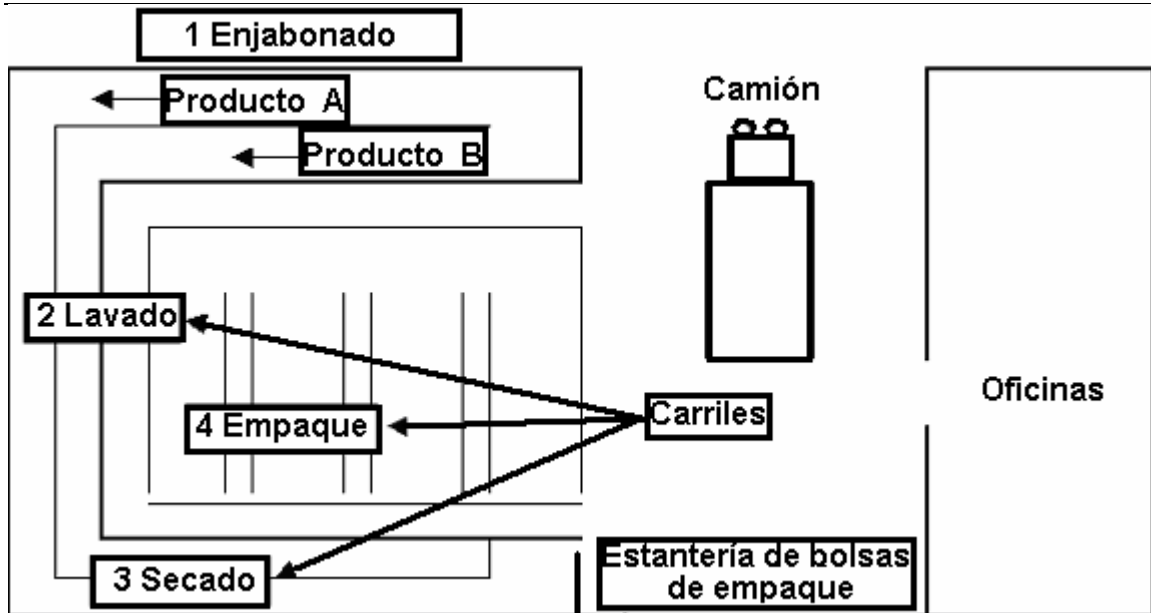 1 Enjabonado
Producto A
Camión
Producto B
2 Lavado
Oficinas
4 Empaque
Carriles
Estantería de bolsas
de empaque
3 Secado